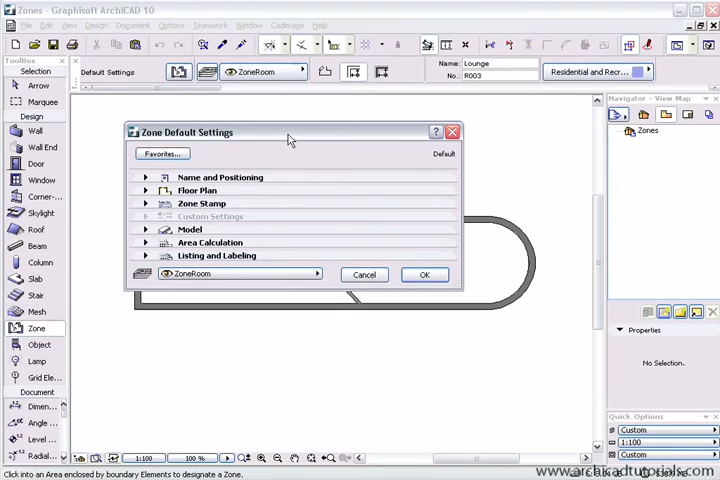 Zones - Graphisoft ArchiCAD 10
File Edit View Design Document Options Teamwork Window Cadimage Help
ToolBox
Selection
Arrow
Marquee
Design
Wall
Wall End
Door
Window
Corner-...
Skylight
Roof
Beam
Column
Slab
Stair
Mesh
Zone
Object
Lamp
Grid Ele...
Document
Dimen...
Angle ...
Level ...
Default Settings
ZoneRoom
Name:
Lounge
No.:
R003
Residential and Recr...
Zone Default Settings
Favorites...
Default
Name and Positioning
Floor Plan
Zone Stamp
Custom Settings
Model
Area Calculation
Listing and Labeling
ZoneRoom
Cancel
OK
Navigator - View Map
Zones
Properties
No Selection.
Quick Options
Custom
1:100
Custom
1:100
100 %
Click into an Area enclosed by boundary Elements to designate a Zone.
www.archicadtutorials.com